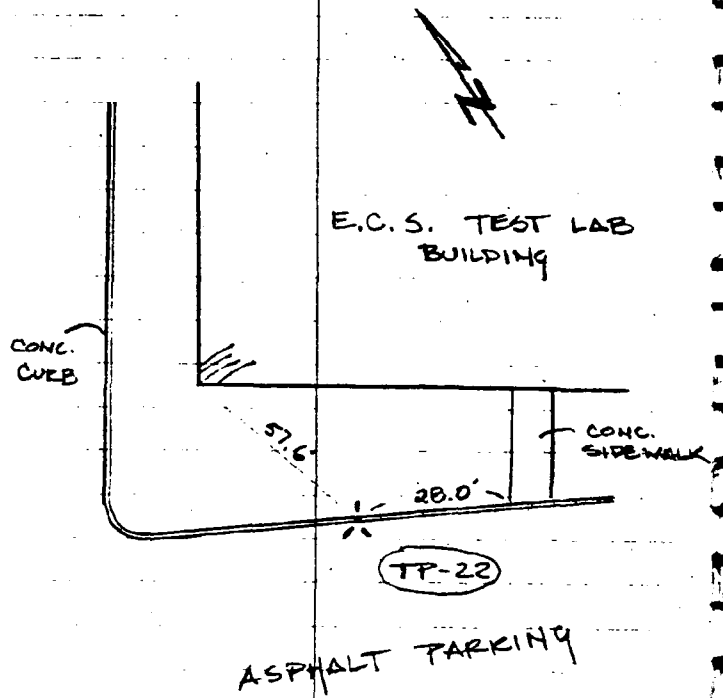 N
E.C.S. TEST LAB
BUILDING
CONC.
CURB
57.6'
28.0'
CONC.
SIDEWALK
TP-22
ASPHALT PARKING